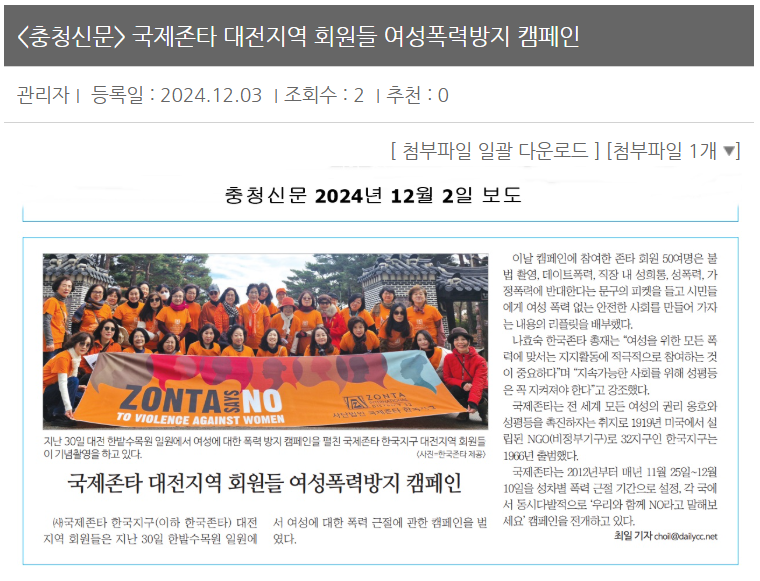 <충청신문> 국제존타 대전지역 회원들 여성폭력방지 캠페인
관리자 | 등록일 : 2024.12.03 | 조회수 : 2 | 추천 : 0
[ 첨부파일 일괄 다운로드 ] [첨부파일 1개 ▼]
충청신문 2024년 12월 2일 보도
ZONTA SAYS NO
TO VIOLENCE AGAINST WOMEN
ZONTA
지난 30일 대전 한밭수목원 일원에서 여성에 대한 폭력 방지 캠페인을 펼친 국제존타 한국지구 대전지역 회원들
이 기념촬영을 하고 있다.
(사진=한국존타 제공)
국제존타 대전지역 회원들 여성폭력방지 캠페인
㈔국제존타 한국지구(이하 한국존타) 대전
지역 회원들은 지난 30일 한밭수목원 일원에
서 여성에 대한 폭력 근절에 관한 캠페인을 벌
였다.
이날 캠페인에 참여한 존타 회원 50여명은 불
법 촬영, 데이트폭력, 직장 내 성희롱, 성폭력, 가
정폭력에 반대한다는 문구의 피켓을 들고 시민들
에게 여성 폭력 없는 안전한 사회를 만들어 가자
는 내용의 리플릿을 배부했다.
나효숙 한국존타 총재는 “여성을 위한 모든 폭
력에 맞서는 지지활동에 적극적으로 참여하는 것
이 중요하다”며 “지속가능한 사회를 위해 성평등
은 꼭 지켜져야 한다”고 강조했다.
국제존타는 전 세계 모든 여성의 권리 옹호와
성평등을 촉진하자는 취지로 1919년 미국에서 설
립된 NGO(비정부기구)로 32지구인 한국지구는
1966년 출범했다.
국제존타는 2012년부터 매년 11월 25일~12월
10일을 성차별 폭력 근절 기간으로 설정, 각 국에
서 동시다발적으로 ‘우리와 함께 NO라고 말해보
세요’ 캠페인을 전개하고 있다.
최일 기자 choil@dailycc.net